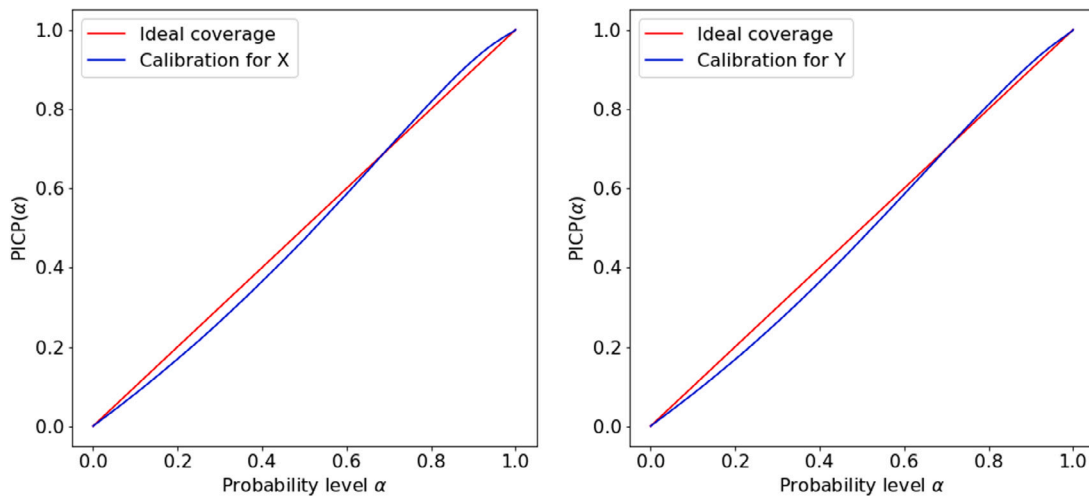 Ideal coverage
Calibration for X
1.0
0.8
0.6
0.4
0.2
0.0
PICP(α)
0.0 0.2 0.4 0.6 0.8 1.0
Probability level α
Ideal coverage
Calibration for Y
1.0
0.8
0.6
0.4
0.2
0.0
PICP(α)
0.0 0.2 0.4 0.6 0.8 1.0
Probability level α